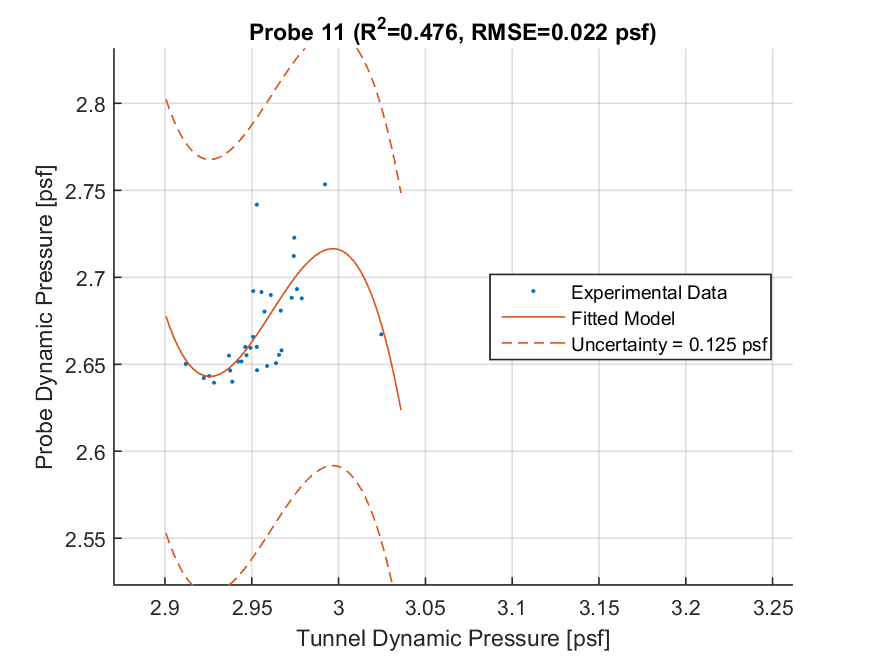 Probe 11 (R²=0.476, RMSE=0.022 psf)
2.8
2.75
2.7
2.65
2.6
2.55
Probe Dynamic Pressure [psf]
Experimental Data
Fitted Model
Uncertainty = 0.125 psf
2.9 2.95 3 3.05 3.1 3.15 3.2 3.25
Tunnel Dynamic Pressure [psf]